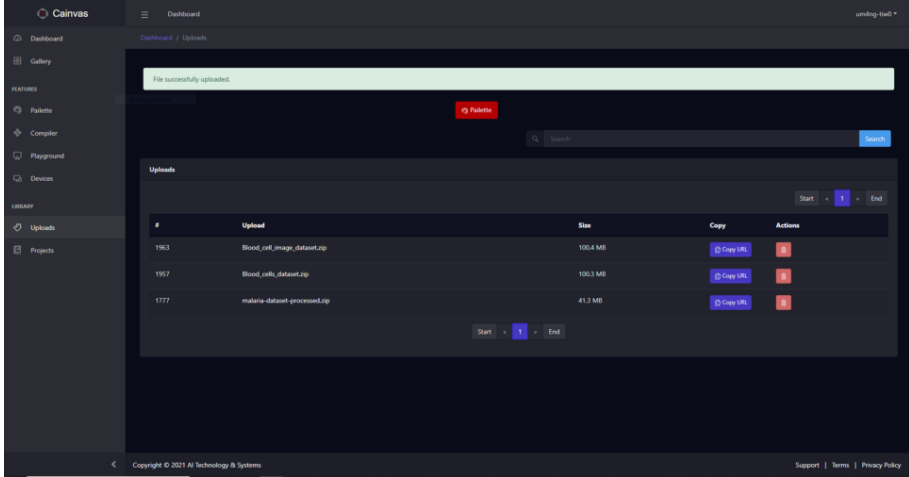 Cainvas
Dashboard
um4ng-tiw0
Dashboard
Gallery
FEATURES
Pailette
Compiler
Playground
Devices
LIBRARY
Uploads
Projects
Dashboard / Uploads
File successfully uploaded.
Pailette
Search
Search
Uploads
Start « 1 » End
# Upload Size Copy Actions
1963 Blood_cell_image_dataset.zip 100.4 MB Copy URL
1957 Blood_cells_dataset.zip 100.3 MB Copy URL
1777 malaria-dataset-processed.zip 41.3 MB Copy URL
Start « 1 » End
Copyright © 2021 AI Technology & Systems
Support | Terms | Privacy Policy